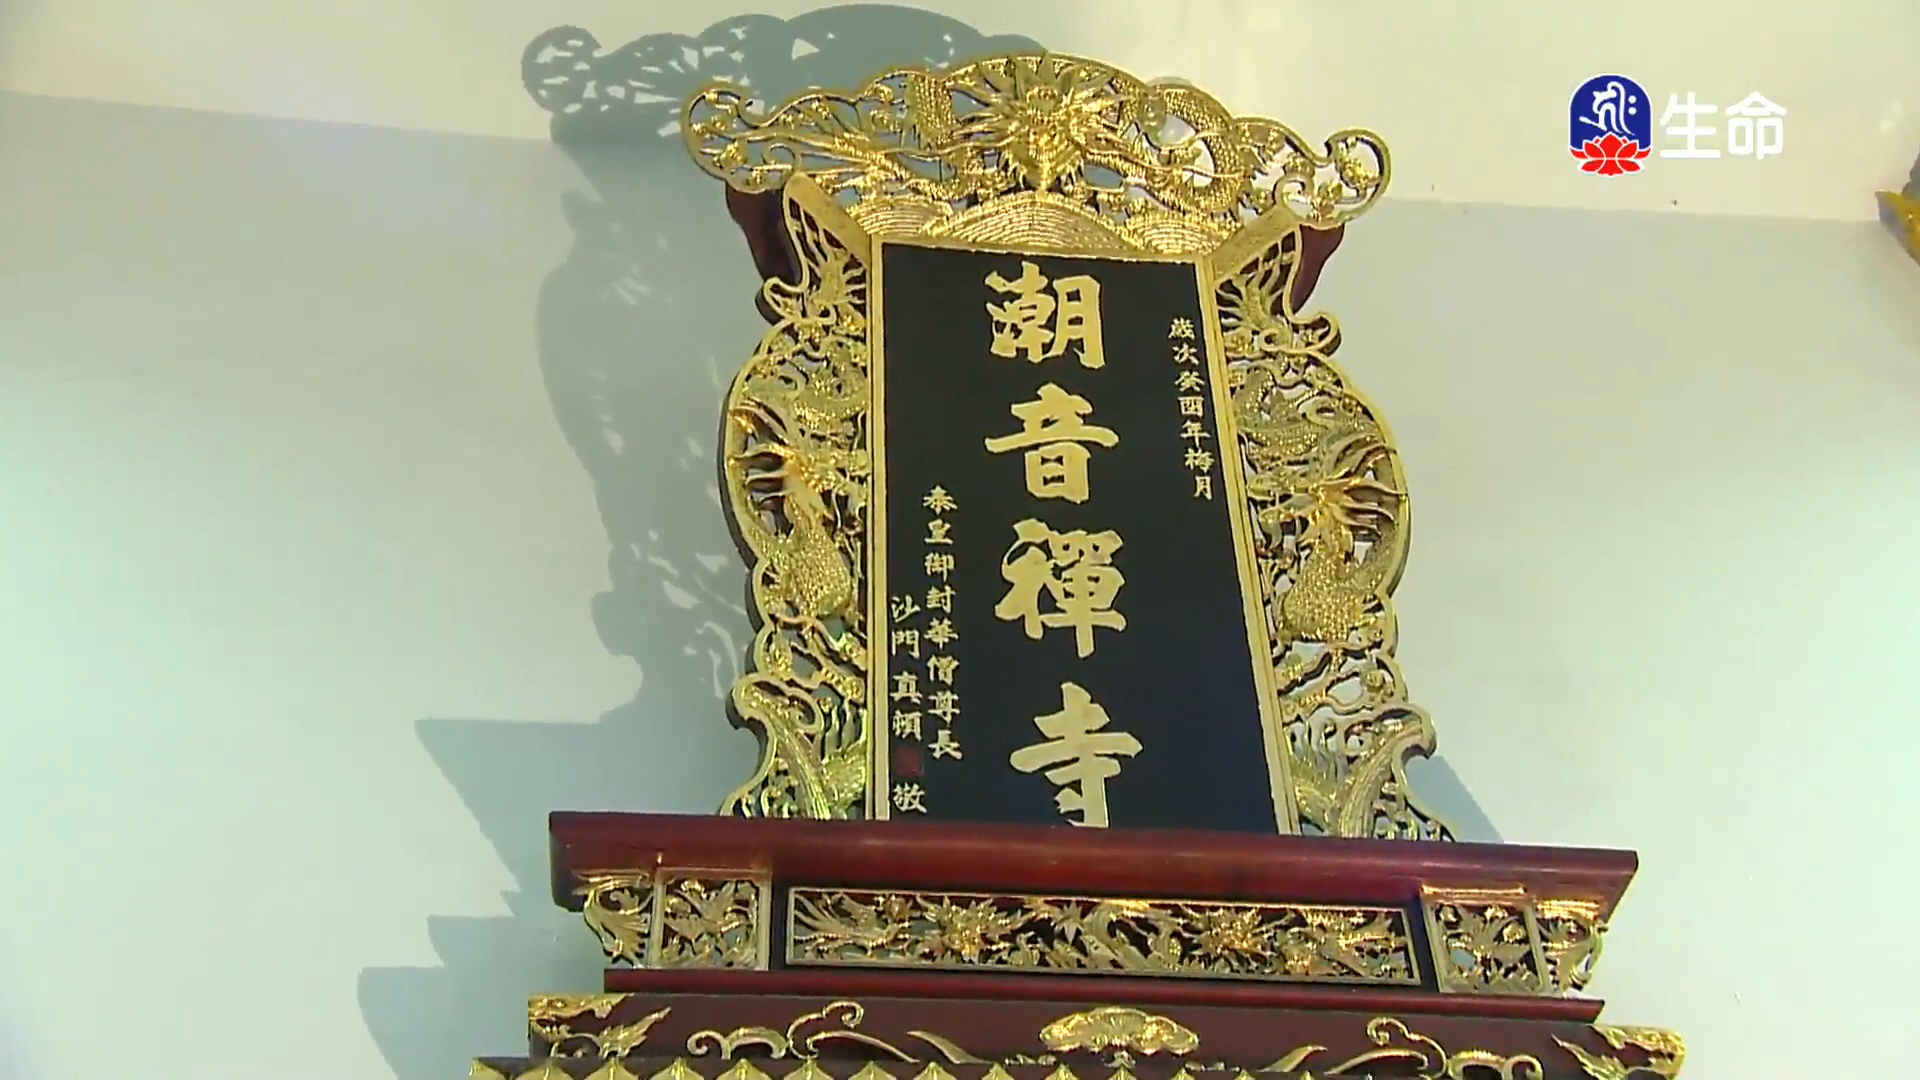 生命
歲次癸酉年梅月
潮音禪寺
泰皇御封華僧尊長
沙門真頓
敬